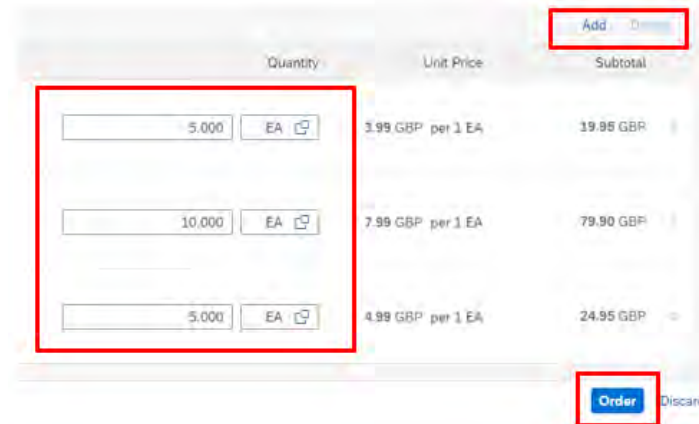 Add
Quantity Unit Price Subtotal
5.000 EA 3.99 GBP per 1 EA 19.95 GBP
10.000 EA 7.99 GBP per 1 EA 79.90 GBP
5.000 EA 4.99 GBP per 1 EA 24.95 GBP
Order Discar